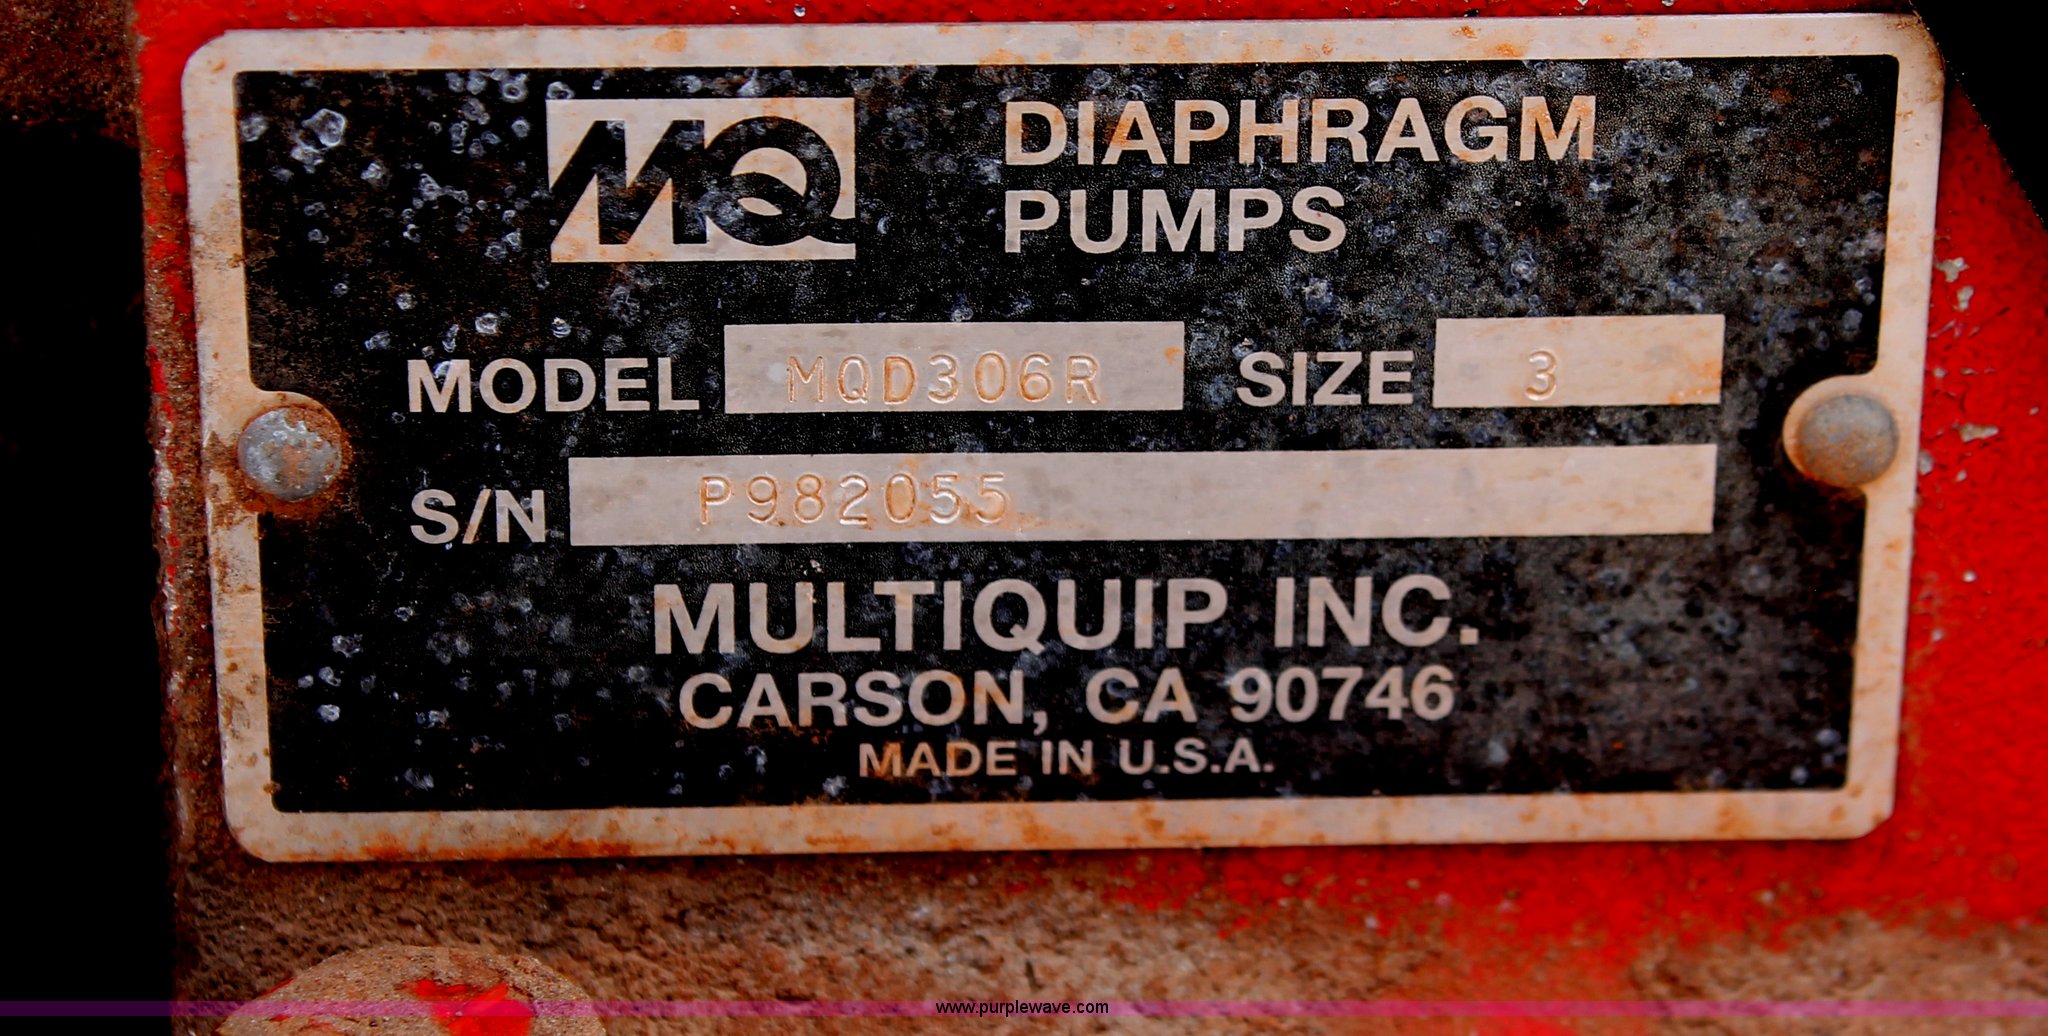 MQ DIAPHRAGM
PUMPS
MODEL MQD306R SIZE 3
S/N P982055
MULTIQUIP INC.
CARSON, CA 90746
MADE IN U.S.A.
www.purplewave.com